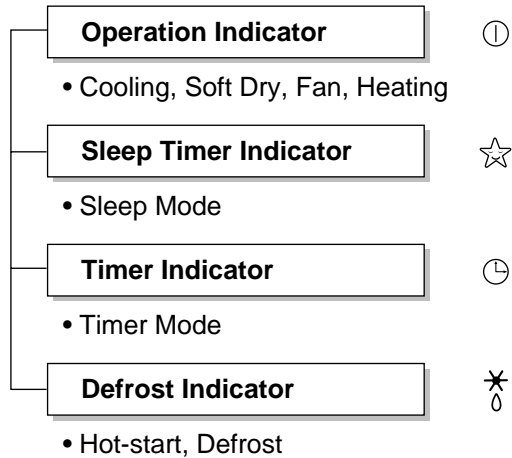 Operation Indicator
• Cooling, Soft Dry, Fan, Heating
Sleep Timer Indicator
• Sleep Mode
Timer Indicator
• Timer Mode
Defrost Indicator
• Hot-start, Defrost